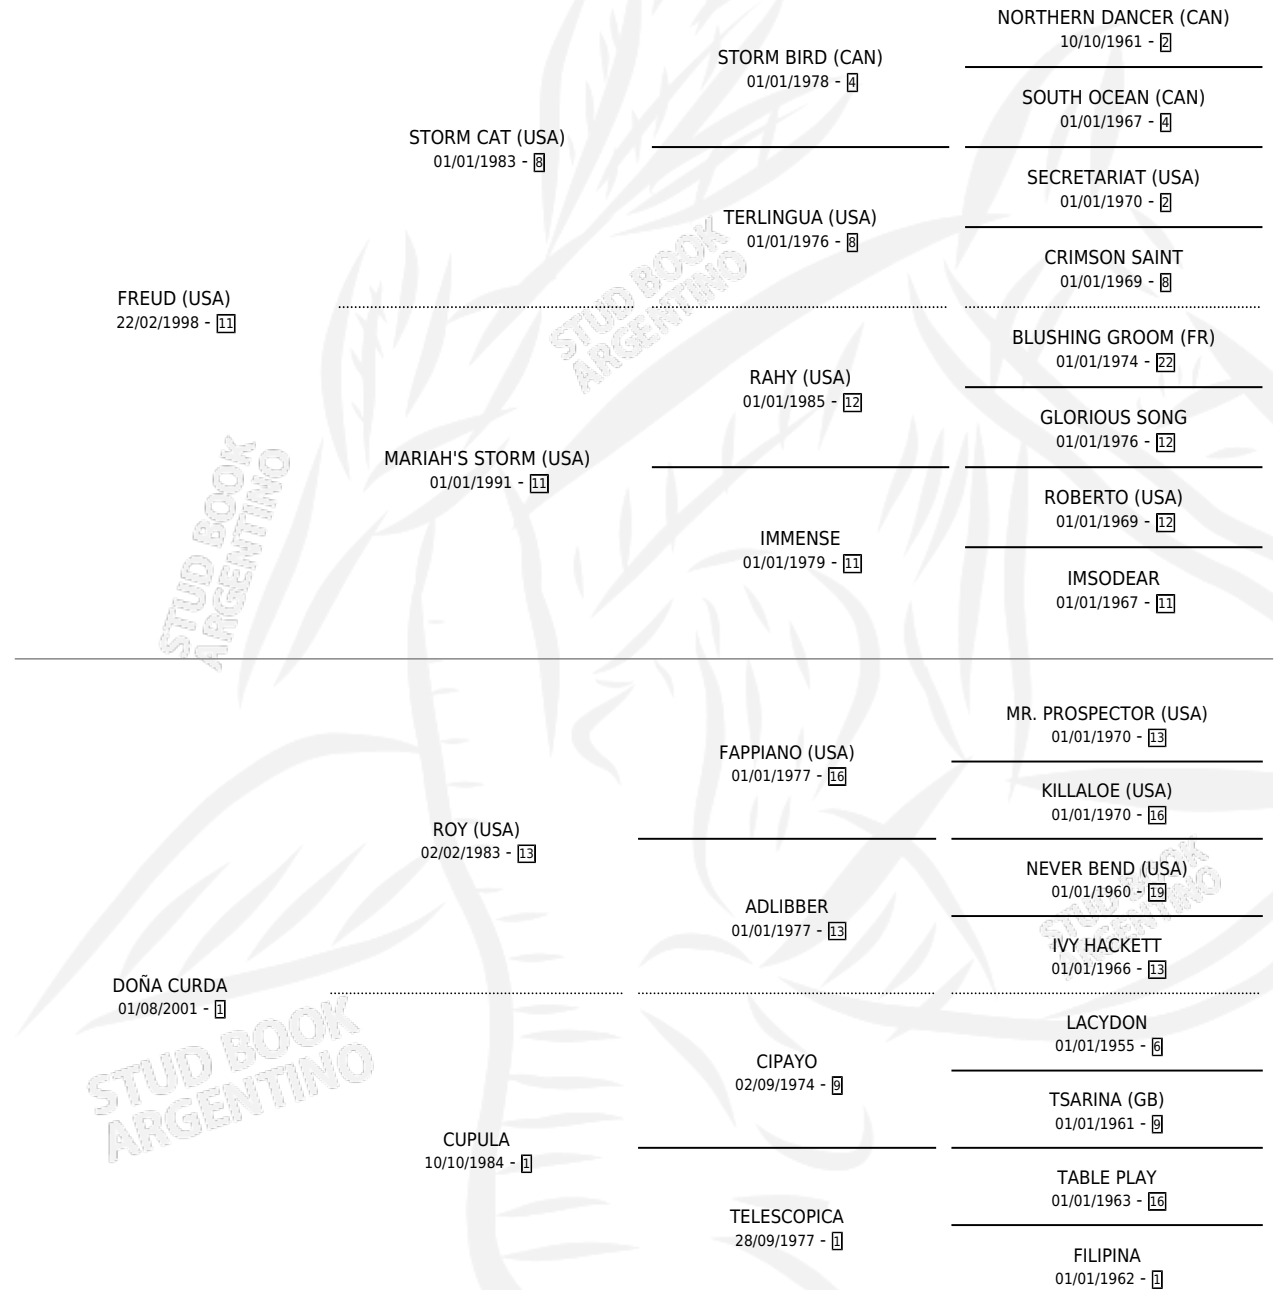 NORTHERN DANCER (CAN)
10/10/1961 - 2
STORM BIRD (CAN)
01/01/1978 - 4
SOUTH OCEAN (CAN)
01/01/1967 - 4
STORM CAT (USA)
01/01/1983 - 8
SECRETARIAT (USA)
01/01/1970 - 2
TERLINGUA (USA)
01/01/1976 - 8
CRIMSON SAINT
01/01/1969 - 8
FREUD (USA)
22/02/1998 - 11
BLUSHING GROOM (FR)
01/01/1974 - 22
RAHY (USA)
01/01/1985 - 12
GLORIOUS SONG
01/01/1976 - 12
MARIAH'S STORM (USA)
01/01/1991 - 11
ROBERTO (USA)
01/01/1969 - 12
IMMENSE
01/01/1979 - 11
IMSODEAR
01/01/1967 - 11
MR. PROSPECTOR (USA)
01/01/1970 - 13
FAPPIANO (USA)
01/01/1977 - 16
KILLALOE (USA)
01/01/1970 - 16
ROY (USA)
02/02/1983 - 13
NEVER BEND (USA)
01/01/1960 - 19
ADLIBBER
01/01/1977 - 13
IVY HACKETT
01/01/1966 - 13
DOÑA CURDA
01/08/2001 - 1
LACYDON
01/01/1955 - 6
CIPAYO
02/09/1974 - 9
TSARINA (GB)
01/01/1961 - 9
CUPULA
10/10/1984 - 1
TABLE PLAY
01/01/1963 - 16
TELESCOPICA
28/09/1977 - 1
FILIPINA
01/01/1962 - 1
STUD BOOK
ARGENTINO
STUD BOOK
ARGENTINO
STUD BOOK
ARGENTINO
STUD BOOK
ARGENTINO